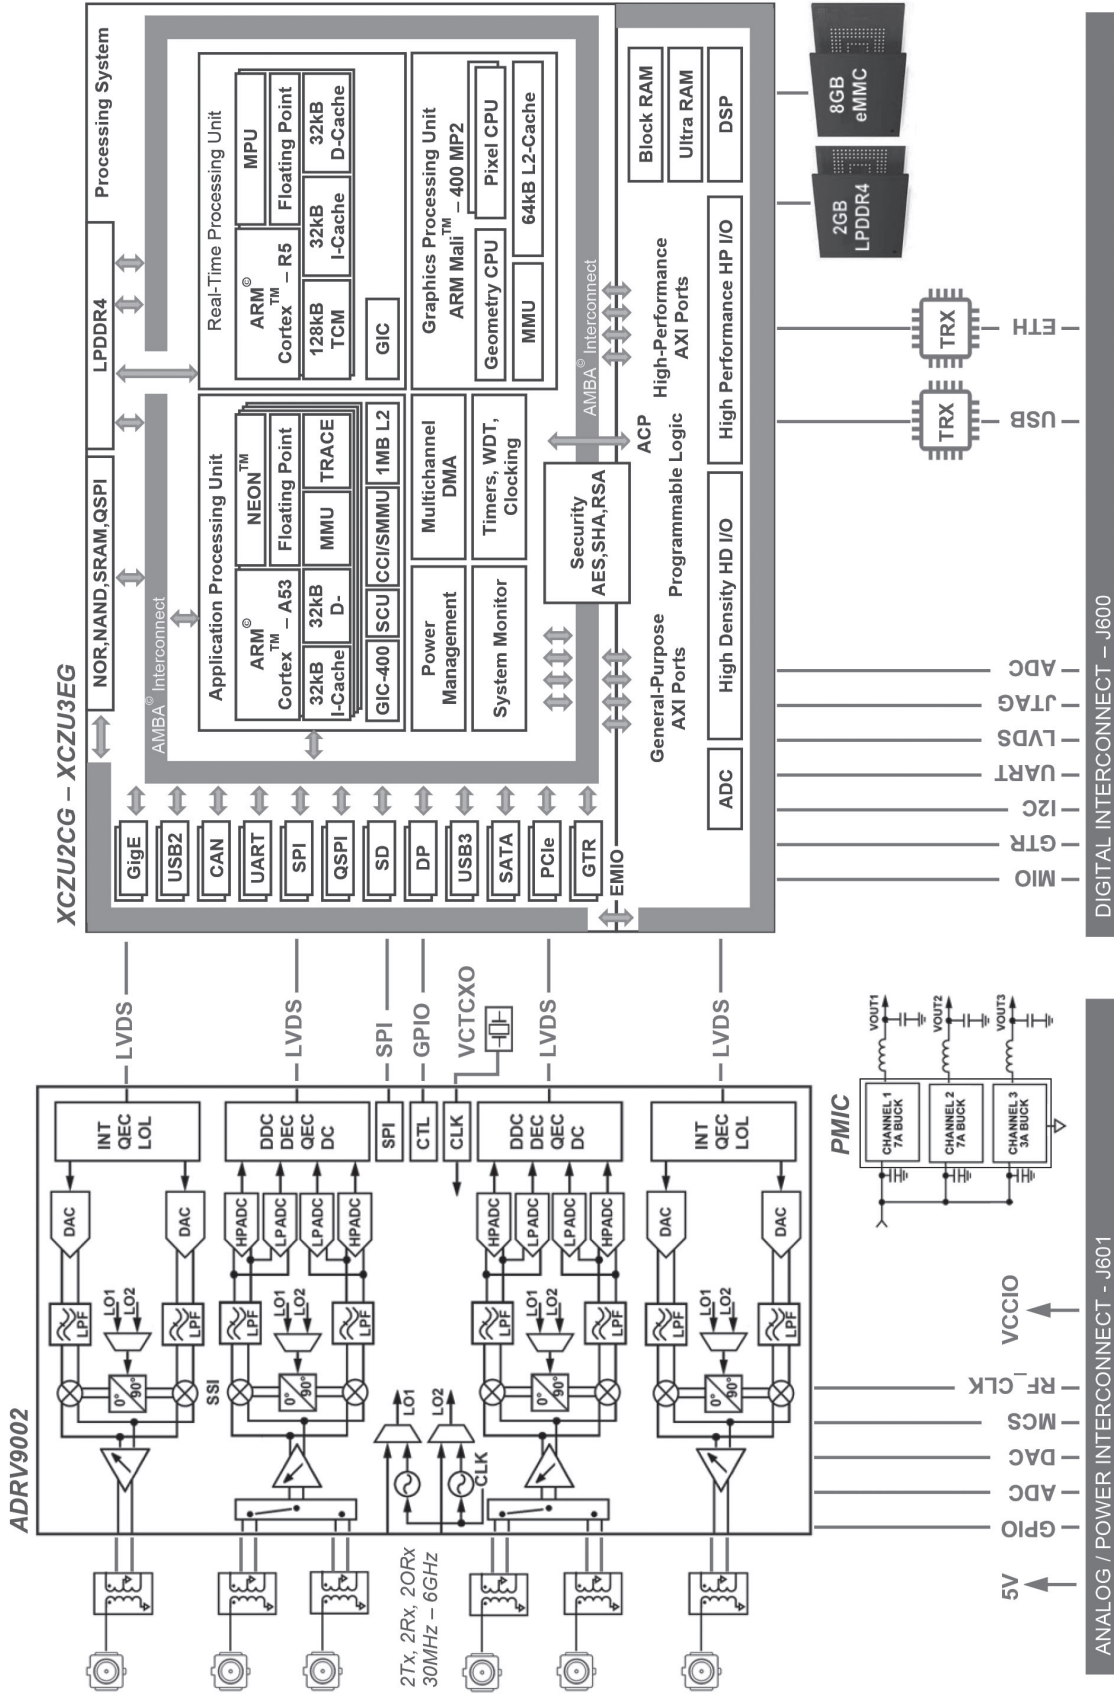 ADRV9002
INT
QEC
LOL
DAC
DAC
LPF
LPF
LO1
LO2
0°
90°
SSI
DDC
DEC
QEC
DC
HPADC
LPADC
LPADC
HPADC
LPF
LPF
LO1
LO2
0°
90°
SPI
CTL
CLK
LO1
LO2
CLK
DDC
DEC
QEC
DC
HPADC
LPADC
LPADC
HPADC
LPF
LPF
LO1
LO2
0°
90°
INT
QEC
LOL
DAC
DAC
LPF
LPF
LO1
LO2
0°
90°
2Tx, 2Rx, 2ORx
30MHz – 6GHz
LVDS
LVDS
SPI
GPIO
VCTCXO
LVDS
LVDS
XCZU2CG – XCZU3EG
NOR,NAND,SRAM,QSPI
LPDDR4
Processing System
AMBA© Interconnect
GigE
USB2
CAN
UART
SPI
QSPI
SD
DP
USB3
SATA
PCIe
GTR
EMIO
Application Processing Unit
ARM©
Cortex™ – A53
NEON™
Floating Point
32kB
I-Cache
32kB
D-
MMU
TRACE
GIC-400
SCU
CCI/SMMU
1MB L2
Real-Time Processing Unit
ARM©
Cortex™ – R5
MPU
Floating Point
128kB
TCM
32kB
I-Cache
32kB
D-Cache
GIC
Power
Management
Multichannel
DMA
System Monitor
Timers, WDT,
Clocking
Graphics Processing Unit
ARM Mali™ – 400 MP2
Geometry CPU
Pixel CPU
MMU
64kB L2-Cache
AMBA© Interconnect
Security
AES,SHA,RSA
ACP
General-Purpose
AXI Ports
Programmable Logic
High-Performance
AXI Ports
Block RAM
Ultra RAM
DSP
ADC
High Density HD I/O
High Performance HP I/O
2GB
LPDDR4
8GB
eMMC
TRX
TRX
PMIC
CHANNEL 1
7A BUCK
CHANNEL 2
7A BUCK
CHANNEL 3
3A BUCK
VOUT1
VOUT2
VOUT3
5V
GPIO
ADC
DAC
MCS
RF_CLK
VCCIO
MIO
GTR
I2C
UART
LVDS
JTAG
ADC
USB
ETH
ANALOG / POWER INTERCONNECT - J601
DIGITAL INTERCONNECT – J600